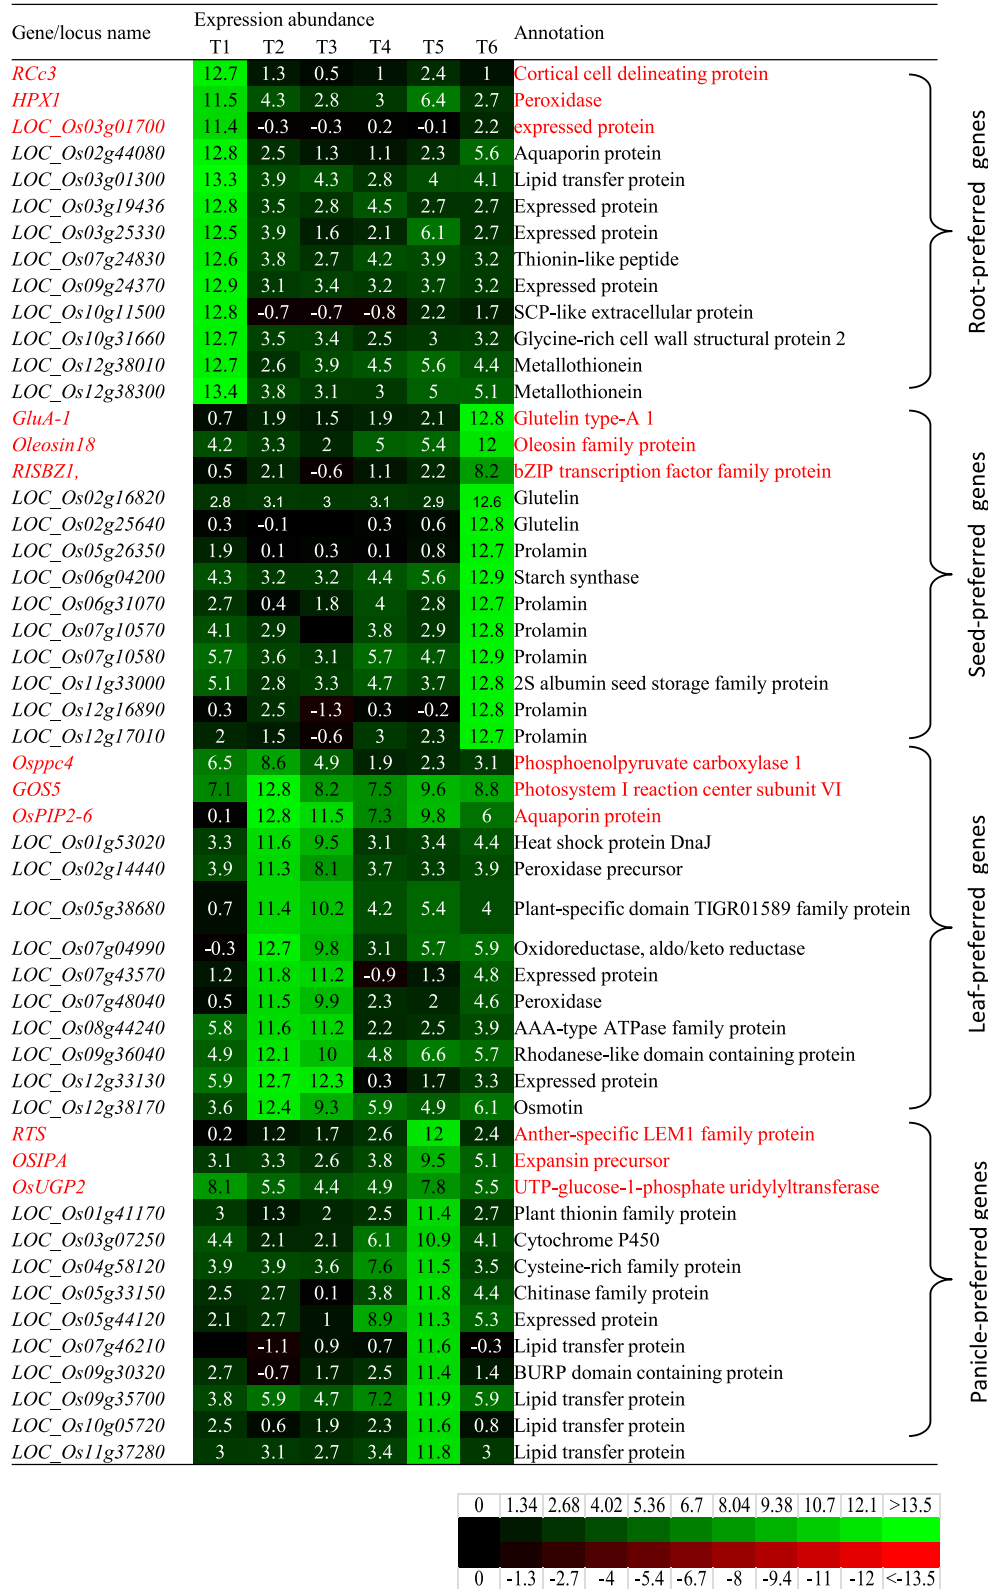 Gene/locus name Expression abundance Annotation
T1 T2 T3 T4 T5 T6
RCc3 12.7 1.3 0.5 1 2.4 1 Cortical cell delineating protein
HPX1 11.5 4.3 2.8 3 6.4 2.7 Peroxidase
LOC_Os03g01700 11.4 -0.3 -0.3 0.2 -0.1 2.2 expressed protein
LOC_Os02g44080 12.8 2.5 1.3 1.1 2.3 5.6 Aquaporin protein
LOC_Os03g01300 13.3 3.9 4.3 2.8 4 4.1 Lipid transfer protein
LOC_Os03g19436 12.8 3.5 2.8 4.5 2.7 2.7 Expressed protein
LOC_Os03g25330 12.5 3.9 1.6 2.1 6.1 2.7 Expressed protein
LOC_Os07g24830 12.6 3.8 2.7 4.2 3.9 3.2 Thionin-like peptide
LOC_Os09g24370 12.9 3.1 3.4 3.2 3.7 3.2 Expressed protein
LOC_Os10g11500 12.8 -0.7 -0.7 -0.8 2.2 1.7 SCP-like extracellular protein
LOC_Os10g31660 12.7 3.5 3.4 2.5 3 3.2 Glycine-rich cell wall structural protein 2
LOC_Os12g38010 12.7 2.6 3.9 4.5 5.6 4.4 Metallothionein
LOC_Os12g38300 13.4 3.8 3.1 3 5 5.1 Metallothionein
Root-preferred genes
GluA-1 0.7 1.9 1.5 1.9 2.1 12.8 Glutelin type-A 1
Oleosin18 4.2 3.3 2 5 5.4 12 Oleosin family protein
RISBZ1, 0.5 2.1 -0.6 1.1 2.2 8.2 bZIP transcription factor family protein
LOC_Os02g16820 2.8 3.1 3 3.1 2.9 12.6 Glutelin
LOC_Os02g25640 0.3 -0.1 0.3 0.6 12.8 Glutelin
LOC_Os05g26350 1.9 0.1 0.3 0.1 0.8 12.7 Prolamin
LOC_Os06g04200 4.3 3.2 3.2 4.4 5.6 12.9 Starch synthase
LOC_Os06g31070 2.7 0.4 1.8 4 2.8 12.7 Prolamin
LOC_Os07g10570 4.1 2.9 3.8 2.9 12.8 Prolamin
LOC_Os07g10580 5.7 3.6 3.1 5.7 4.7 12.9 Prolamin
LOC_Os11g33000 5.1 2.8 3.3 4.7 3.7 12.8 2S albumin seed storage family protein
LOC_Os12g16890 0.3 2.5 -1.3 0.3 -0.2 12.8 Prolamin
LOC_Os12g17010 2 1.5 -0.6 3 2.3 12.7 Prolamin
Seed-preferred genes
Osppc4 6.5 8.6 4.9 1.9 2.3 3.1 Phosphoenolpyruvate carboxylase 1
GOS5 7.1 12.8 8.2 7.5 9.6 8.8 Photosystem I reaction center subunit VI
OsPIP2-6 0.1 12.8 11.5 7.3 9.8 6 Aquaporin protein
LOC_Os01g53020 3.3 11.6 9.5 3.1 3.4 4.4 Heat shock protein DnaJ
LOC_Os02g14440 3.9 11.3 8.1 3.7 3.3 3.9 Peroxidase precursor
LOC_Os05g38680 0.7 11.4 10.2 4.2 5.4 4 Plant-specific domain TIGR01589 family protein
LOC_Os07g04990 -0.3 12.7 9.8 3.1 5.7 5.9 Oxidoreductase, aldo/keto reductase
LOC_Os07g43570 1.2 11.8 11.2 -0.9 1.3 4.8 Expressed protein
LOC_Os07g48040 0.5 11.5 9.9 2.3 2 4.6 Peroxidase
LOC_Os08g44240 5.8 11.6 11.2 2.2 2.5 3.9 AAA-type ATPase family protein
LOC_Os09g36040 4.9 12.1 10 4.8 6.6 5.7 Rhodanese-like domain containing protein
LOC_Os12g33130 5.9 12.7 12.3 0.3 1.7 3.3 Expressed protein
LOC_Os12g38170 3.6 12.4 9.3 5.9 4.9 6.1 Osmotin
Leaf-preferred genes
RTS 0.2 1.2 1.7 2.6 12 2.4 Anther-specific LEM1 family protein
OSIPA 3.1 3.3 2.6 3.8 9.5 5.1 Expansin precursor
OsUGP2 8.1 5.5 4.4 4.9 7.8 5.5 UTP-glucose-1-phosphate uridylyltransferase
LOC_Os01g41170 3 1.3 2 2.5 11.4 2.7 Plant thionin family protein
LOC_Os03g07250 4.4 2.1 2.1 6.1 10.9 4.1 Cytochrome P450
LOC_Os04g58120 3.9 3.9 3.6 7.6 11.5 3.5 Cysteine-rich family protein
LOC_Os05g33150 2.5 2.7 0.1 3.8 11.8 4.4 Chitinase family protein
LOC_Os05g44120 2.1 2.7 1 8.9 11.3 5.3 Expressed protein
LOC_Os07g46210 -1.1 0.9 0.7 11.6 -0.3 Lipid transfer protein
LOC_Os09g30320 2.7 -0.7 1.7 2.5 11.4 1.4 BURP domain containing protein
LOC_Os09g35700 3.8 5.9 4.7 7.2 11.9 5.9 Lipid transfer protein
LOC_Os10g05720 2.5 0.6 1.9 2.3 11.6 0.8 Lipid transfer protein
LOC_Os11g37280 3 3.1 2.7 3.4 11.8 3 Lipid transfer protein
Panicle-preferred genes
0 1.34 2.68 4.02 5.36 6.7 8.04 9.38 10.7 12.1 >13.5
0 -1.3 -2.7 -4 -5.4 -6.7 -8 -9.4 -11 -12 <-13.5